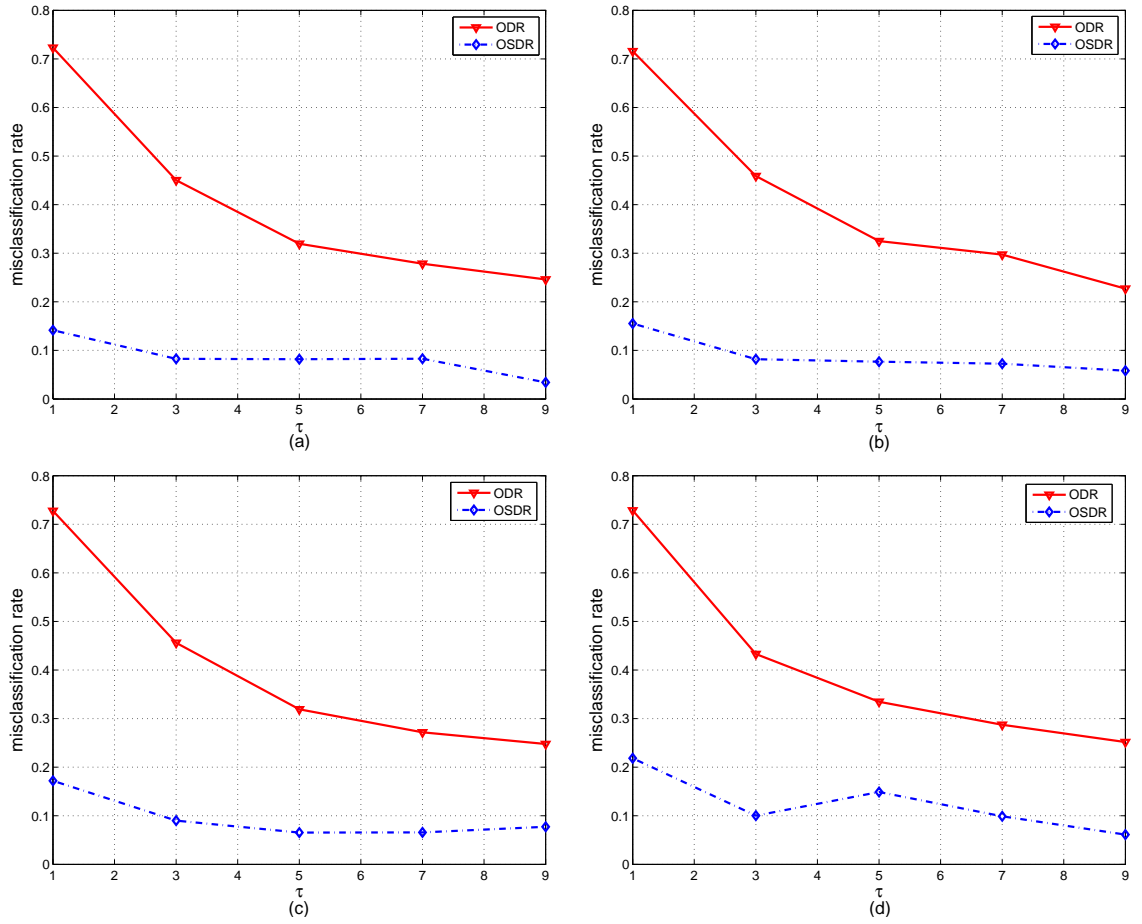 0.8
0.7
0.6
0.5
0.4
0.3
0.2
0.1
0
misclassification rate
ODR
OSDR
1 2 3 4 5 6 7 8 9
τ
(a)
0.8
0.7
0.6
0.5
0.4
0.3
0.2
0.1
0
misclassification rate
ODR
OSDR
1 2 3 4 5 6 7 8 9
τ
(b)
0.8
0.7
0.6
0.5
0.4
0.3
0.2
0.1
0
misclassification rate
ODR
OSDR
1 2 3 4 5 6 7 8 9
τ
(c)
0.8
0.7
0.6
0.5
0.4
0.3
0.2
0.1
0
misclassification rate
ODR
OSDR
1 2 3 4 5 6 7 8 9
τ
(d)